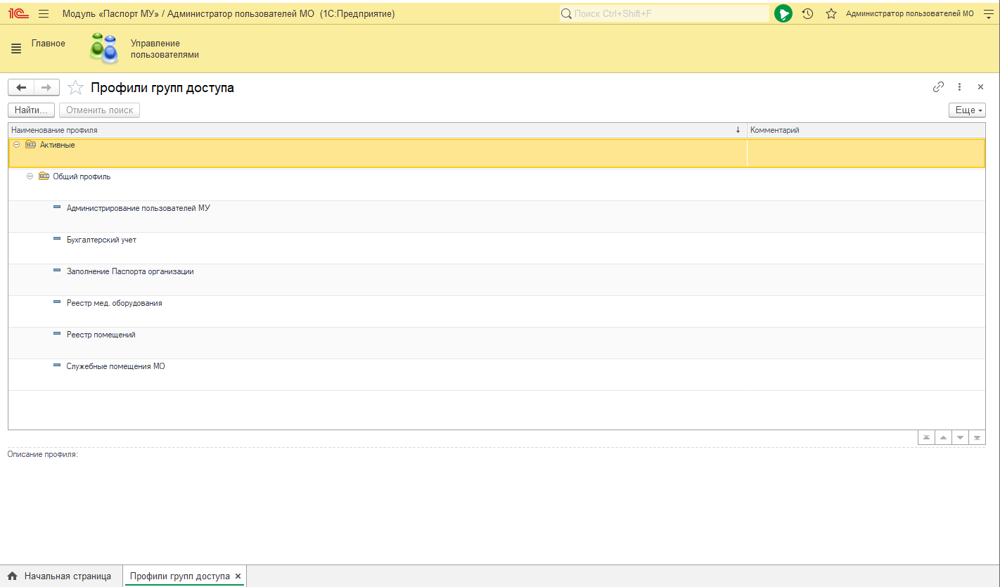 1С Модуль «Паспорт МУ» / Администратор пользователей МО (1С:Предприятие) Поиск Ctrl+Shift+F Администратор пользователей МО
Главное
Управление
пользователями
Профили групп доступа
Найти... Отменить поиск Еще
Наименование профиля Комментарий
Активные
Общий профиль
Администрирование пользователей МУ
Бухгалтерский учет
Заполнение Паспорта организации
Реестр мед. оборудования
Реестр помещений
Служебные помещения МО
Описание профиля:
Начальная страница Профили групп доступа